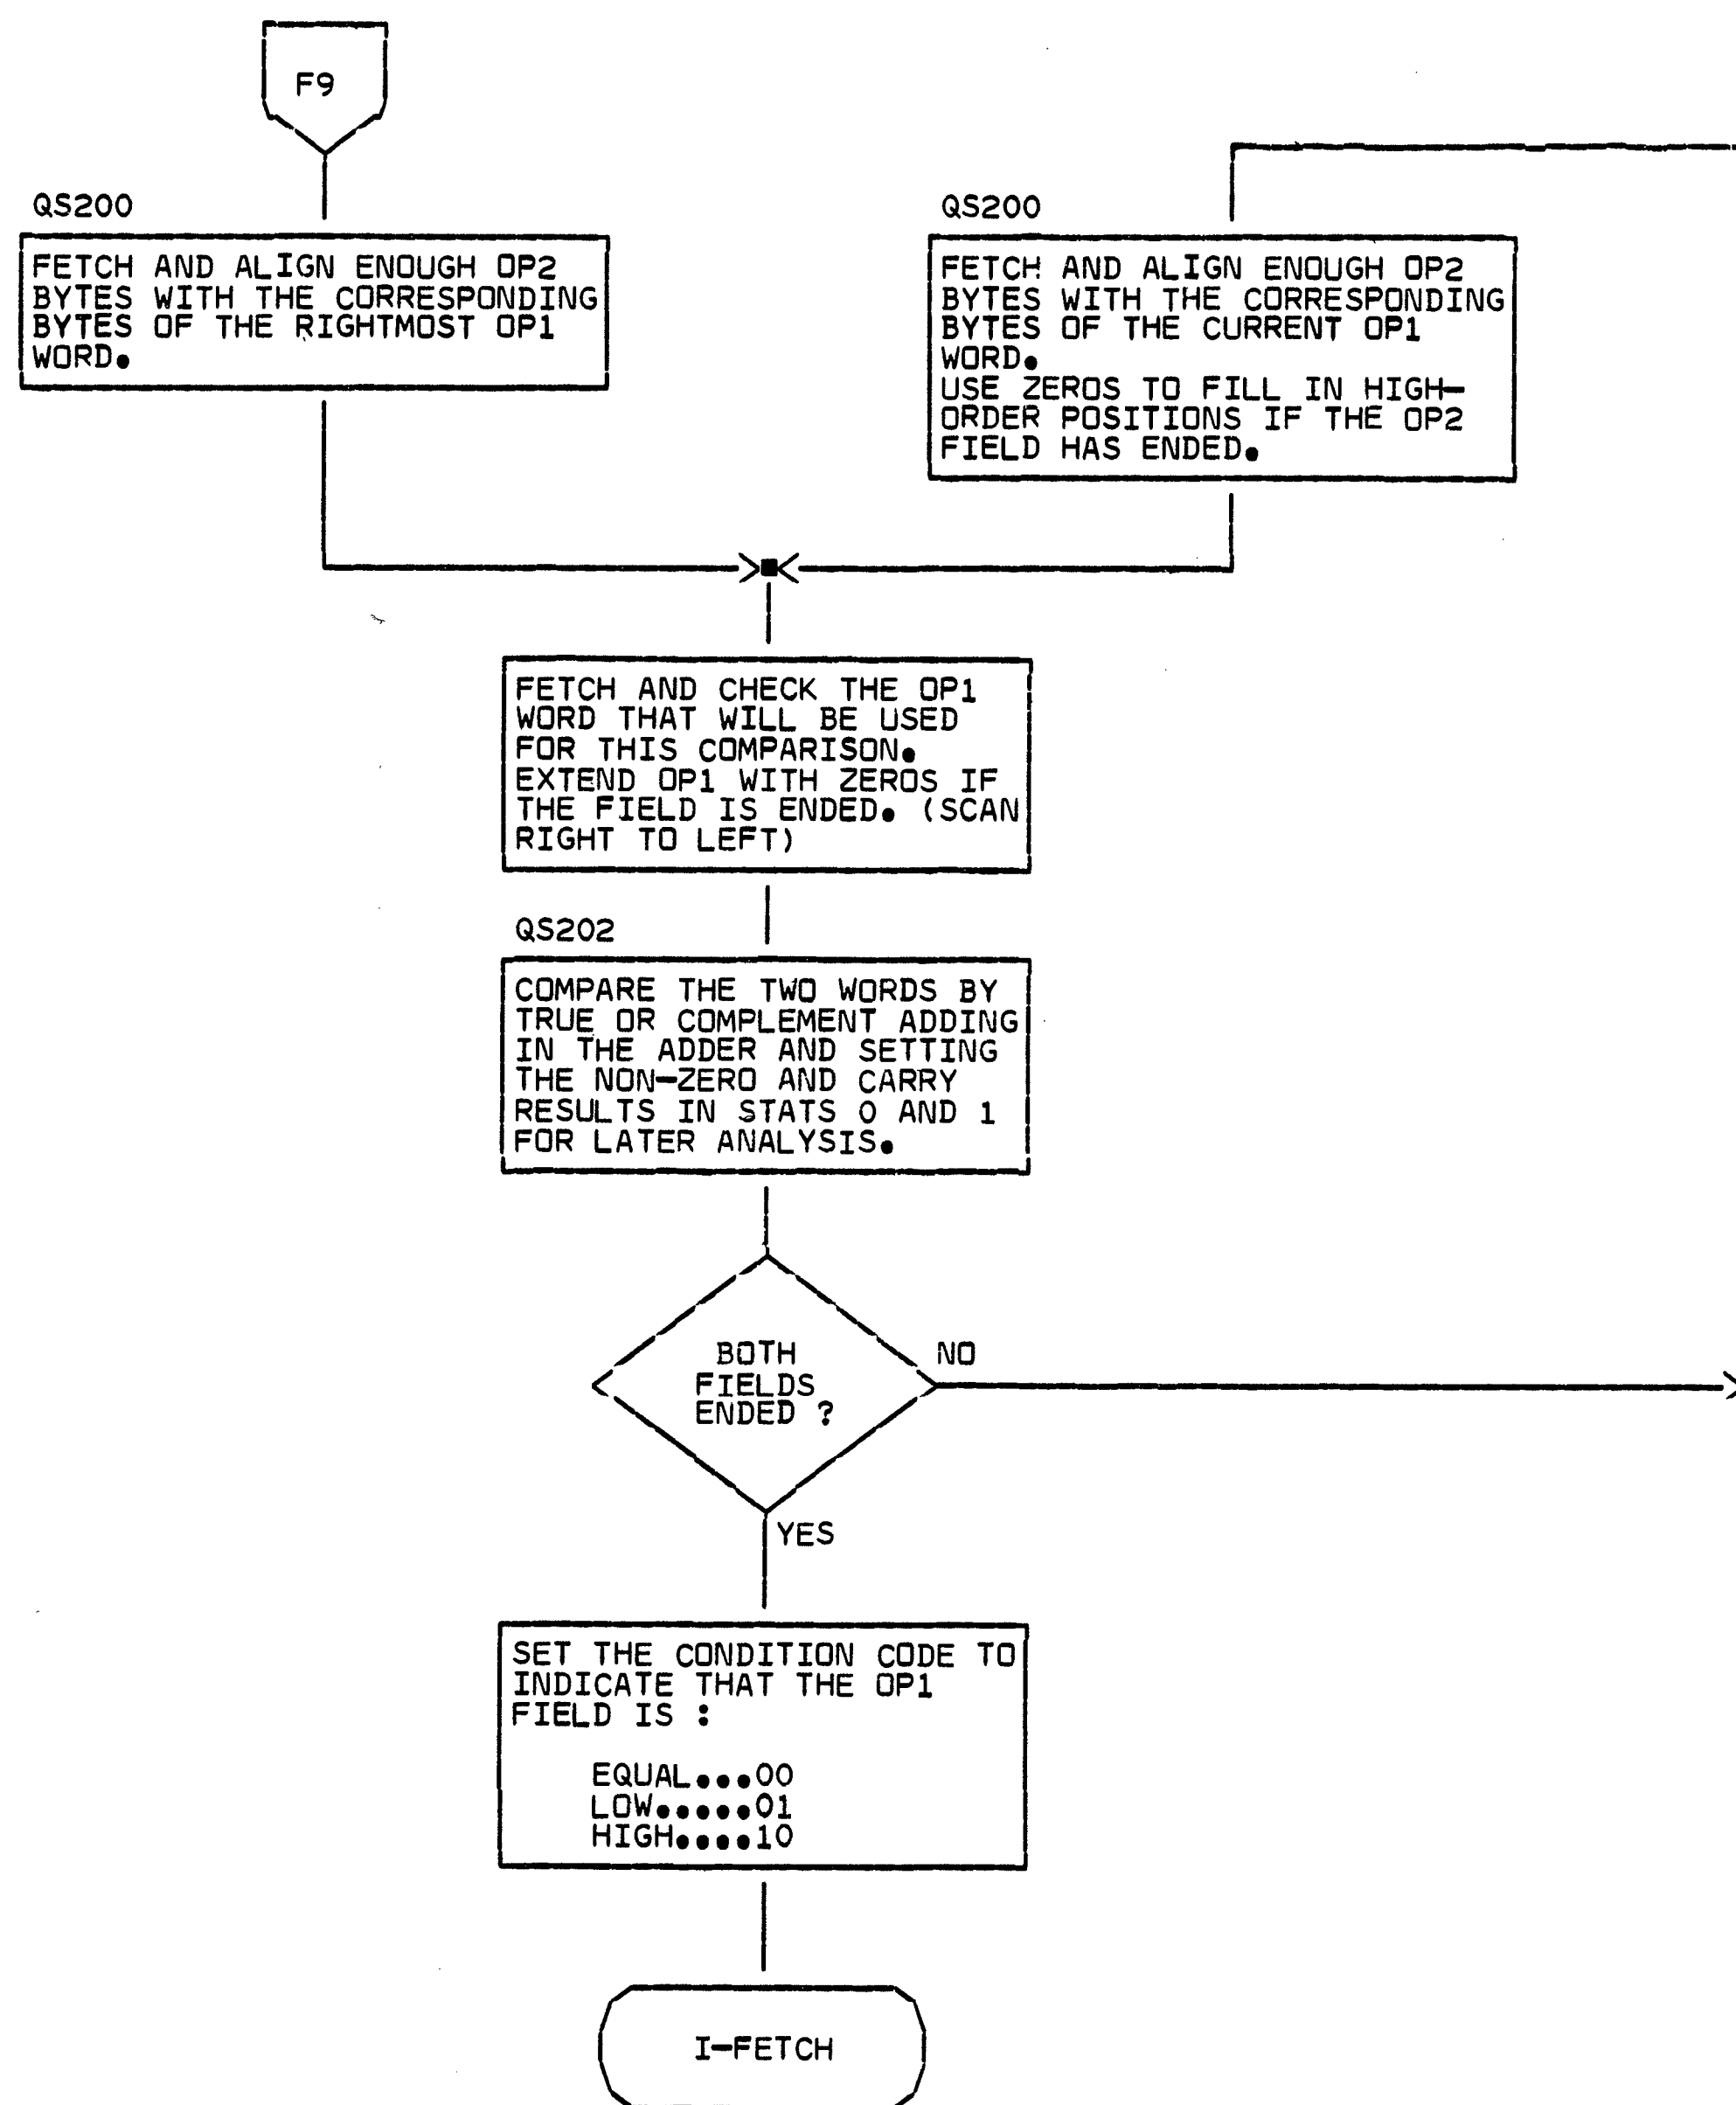 F9
QS200
FETCH AND ALIGN ENOUGH OP2
BYTES WITH THE CORRESPONDING
BYTES OF THE RIGHTMOST OP1
WORD.
QS200
FETCH AND ALIGN ENOUGH OP2
BYTES WITH THE CORRESPONDING
BYTES OF THE CURRENT OP1
WORD.
USE ZEROS TO FILL IN HIGH-
ORDER POSITIONS IF THE OP2
FIELD HAS ENDED.
FETCH AND CHECK THE OP1
WORD THAT WILL BE USED
FOR THIS COMPARISON.
EXTEND OP1 WITH ZEROS IF
THE FIELD IS ENDED. (SCAN
RIGHT TO LEFT)
QS202
COMPARE THE TWO WORDS BY
TRUE OR COMPLEMENT ADDING
IN THE ADDER AND SETTING
THE NON-ZERO AND CARRY
RESULTS IN STATS 0 AND 1
FOR LATER ANALYSIS.
BOTH
FIELDS
ENDED ?
NO
YES
SET THE CONDITION CODE TO
INDICATE THAT THE OP1
FIELD IS :
EQUAL...00
LOW.....01
HIGH....10
I-FETCH